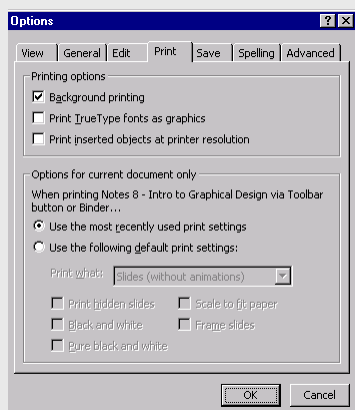 Options
View General Edit Print Save Spelling Advanced
Printing options
Background printing
Print TrueType fonts as graphics
Print inserted objects at printer resolution
Options for current document only
When printing Notes 8 - Intro to Graphical Design via Toolbar
button or Binder...
Use the most recently used print settings
Use the following default print settings:
Print what: Slides (without animations)
Print hidden slides Scale to fit paper
Black and white Frame slides
Pure black and white
OK Cancel